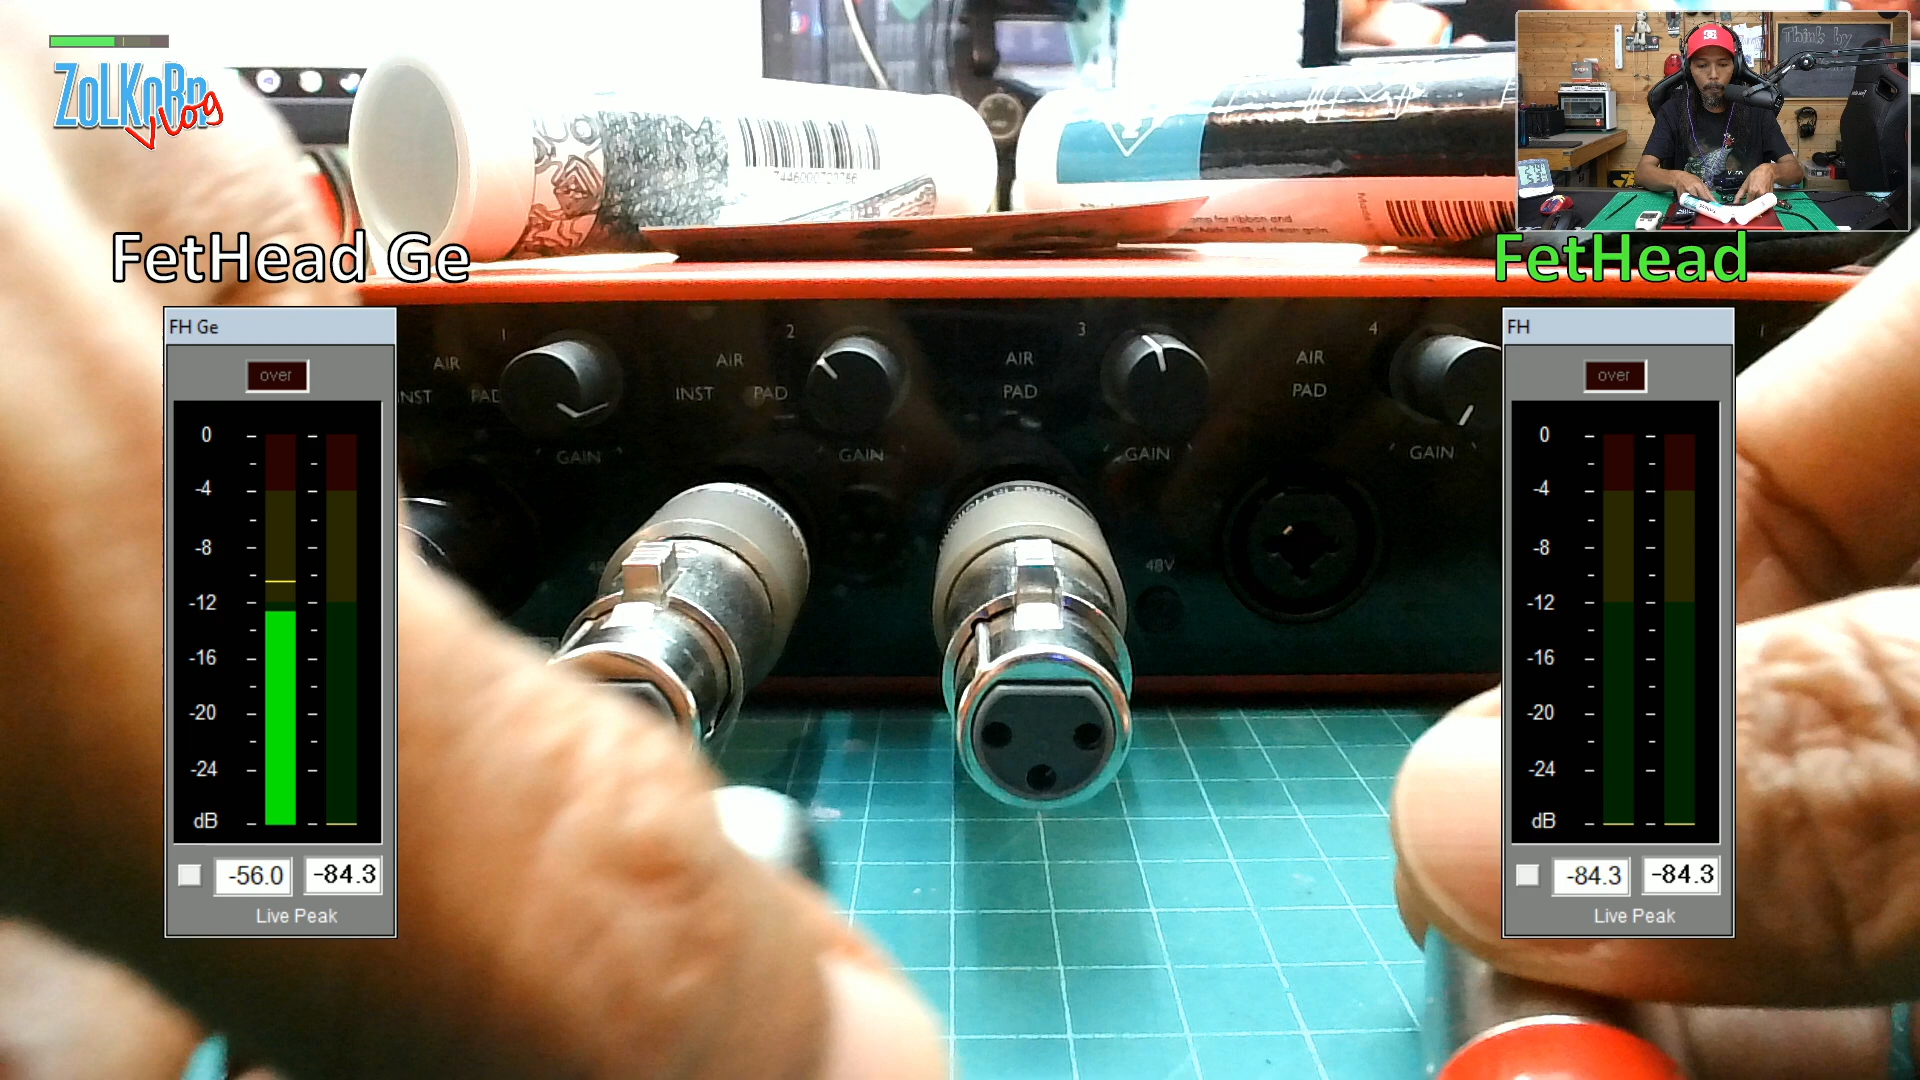 ZOLKORn
Vlog
7446000720756
Think by
FetHead Ge
FetHead
FH Ge
over
0
-4
-8
-12
-16
-20
-24
dB
-56.0 -84.3
Live Peak
1
AIR
INST PAD
GAIN
2
AIR
INST PAD
GAIN
3
AIR
PAD
GAIN
48V
4
AIR
PAD
GAIN
FH
over
0
-4
-8
-12
-16
-20
-24
dB
-84.3 -84.3
Live Peak